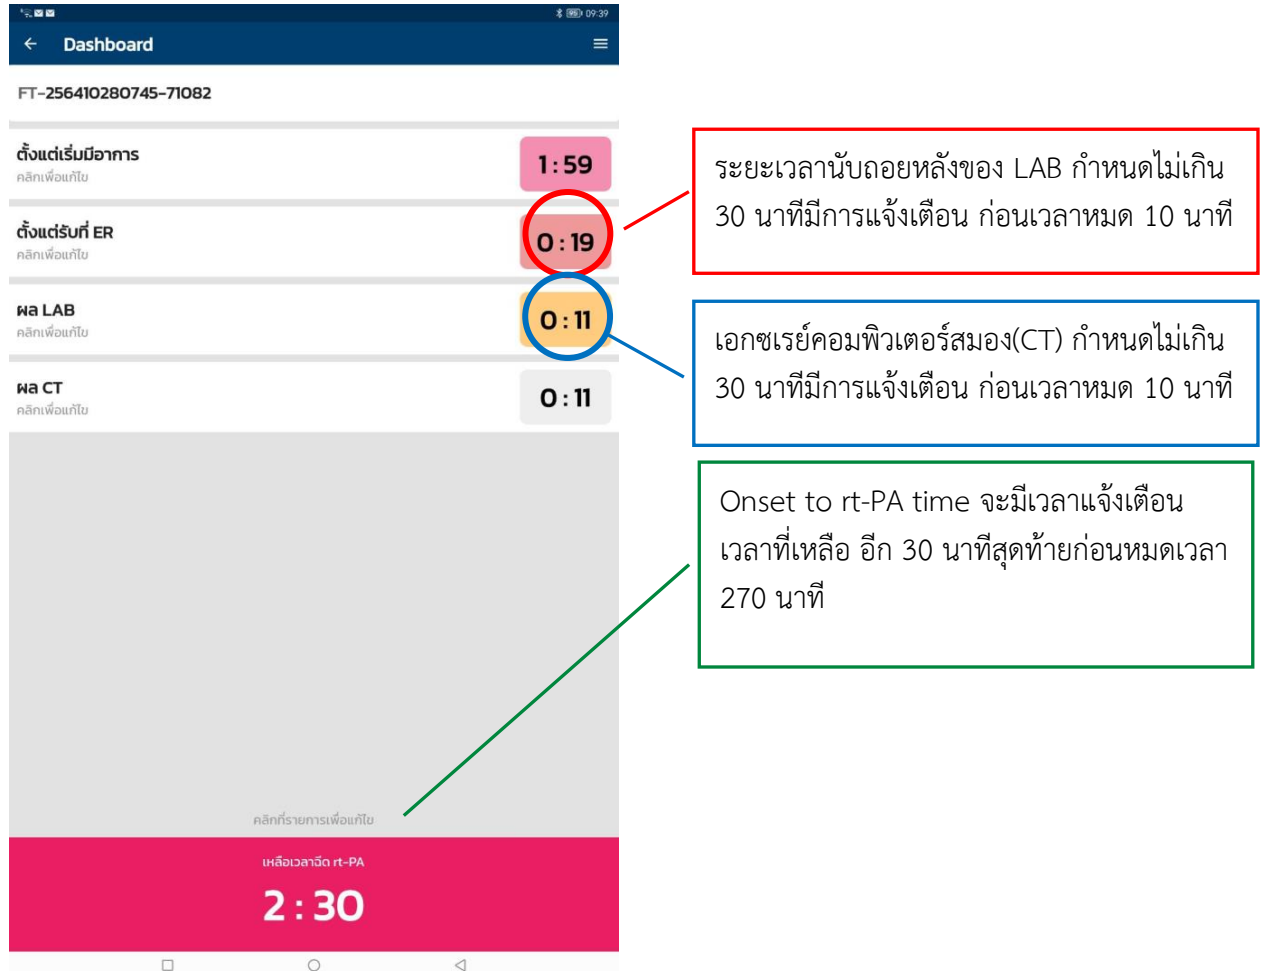 09:39
Dashboard
FT-256410280745-71082
ตั้งแต่เริ่มมีอาการ
คลิกเพื่อแก้ไข
1 : 59
ตั้งแต่รับที่ ER
คลิกเพื่อแก้ไข
0 : 19
ผล LAB
คลิกเพื่อแก้ไข
0 : 11
ผล CT
คลิกเพื่อแก้ไข
0 : 11
คลิกที่รายการเพื่อแก้ไข
เหลือเวลาฉีด rt-PA
2 : 30
ระยะเวลานับถอยหลังของ LAB กำหนดไม่เกิน
30 นาทีมีการแจ้งเตือน ก่อนเวลาหมด 10 นาที
เอกซเรย์คอมพิวเตอร์สมอง(CT) กำหนดไม่เกิน
30 นาทีมีการแจ้งเตือน ก่อนเวลาหมด 10 นาที
Onset to rt-PA time จะมีเวลาแจ้งเตือน
เวลาที่เหลือ อีก 30 นาทีสุดท้ายก่อนหมดเวลา
270 นาที